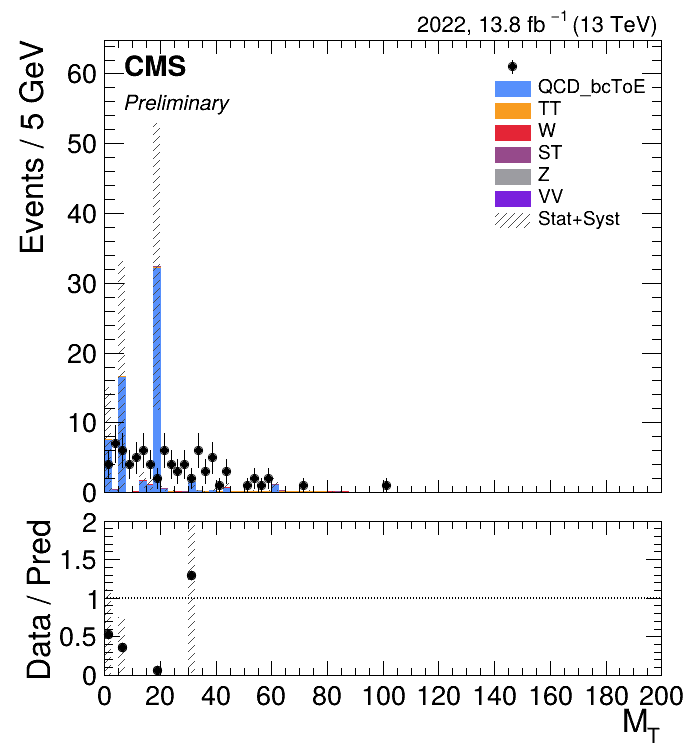 2022, 13.8 fb⁻¹ (13 TeV)
CMS
Preliminary
QCD_bcToE
TT
W
ST
Z
VV
Stat+Syst
Events / 5 GeV
60
50
40
30
20
10
0
Data / Pred
2
1.5
1
0.5
0
0 20 40 60 80 100 120 140 160 180 200
M_T